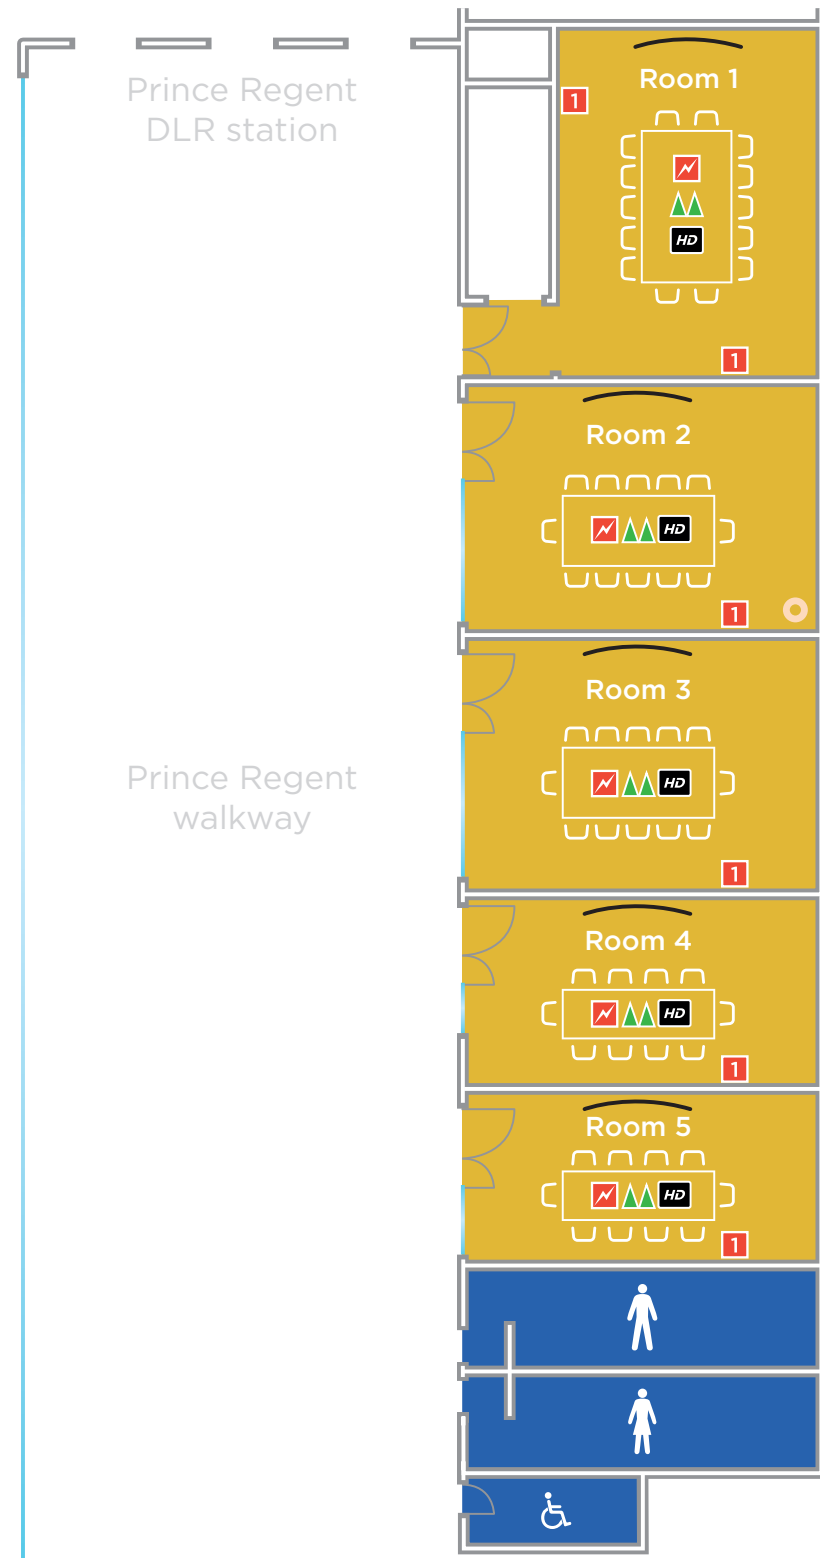 Prince Regent
DLR station
Room 1
1
HD
1
Room 2
HD
1
Prince Regent
walkway
Room 3
HD
1
Room 4
HD
1
Room 5
HD
1